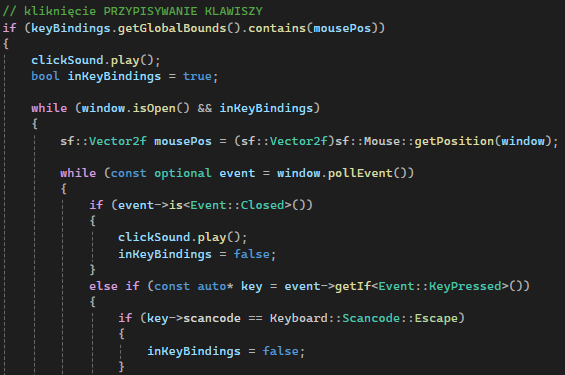 // kliknięcie PRZYPISYWANIE KLAWISZY
if (keyBindings.getGlobalBounds().contains(mousePos))
{
    clickSound.play();
    bool inKeyBindings = true;

    while (window.isOpen() && inKeyBindings)
    {
        sf::Vector2f mousePos = (sf::Vector2f)sf::Mouse::getPosition(window);

        while (const optional event = window.pollEvent())
        {
            if (event->is<Event::Closed>())
            {
                clickSound.play();
                inKeyBindings = false;
            }
            else if (const auto* key = event->getIf<Event::KeyPressed>())
            {
                if (key->scancode == Keyboard::Scancode::Escape)
                {
                    inKeyBindings = false;
                }